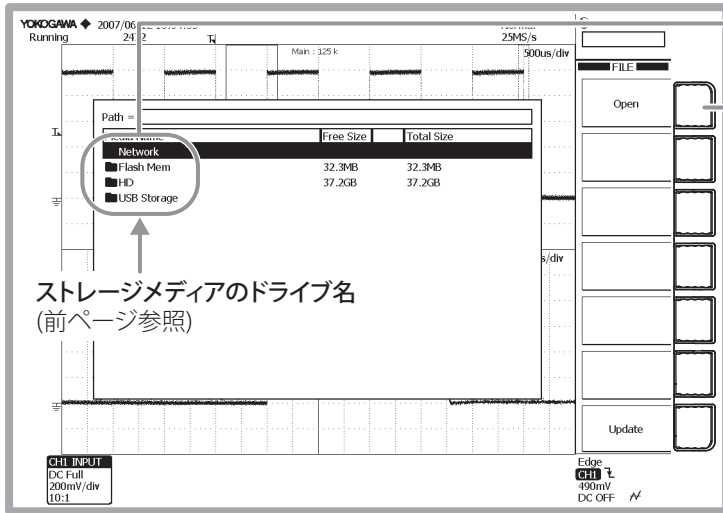 YOKOGAWA ◆ 2007/06
Running
25MS/s
Main : 125 k
500us/div
FILE
Open
Path =
Free Size Total Size
Network
Flash Mem 32.3MB 32.3MB
HD 37.2GB 37.2GB
USB Storage
s/div
ストレージメディアのドライブ名
(前ページ参照)
Update
CH1 INPUT
DC Full
200mV/div
10:1
Edge
CH1
490mV
DC OFF